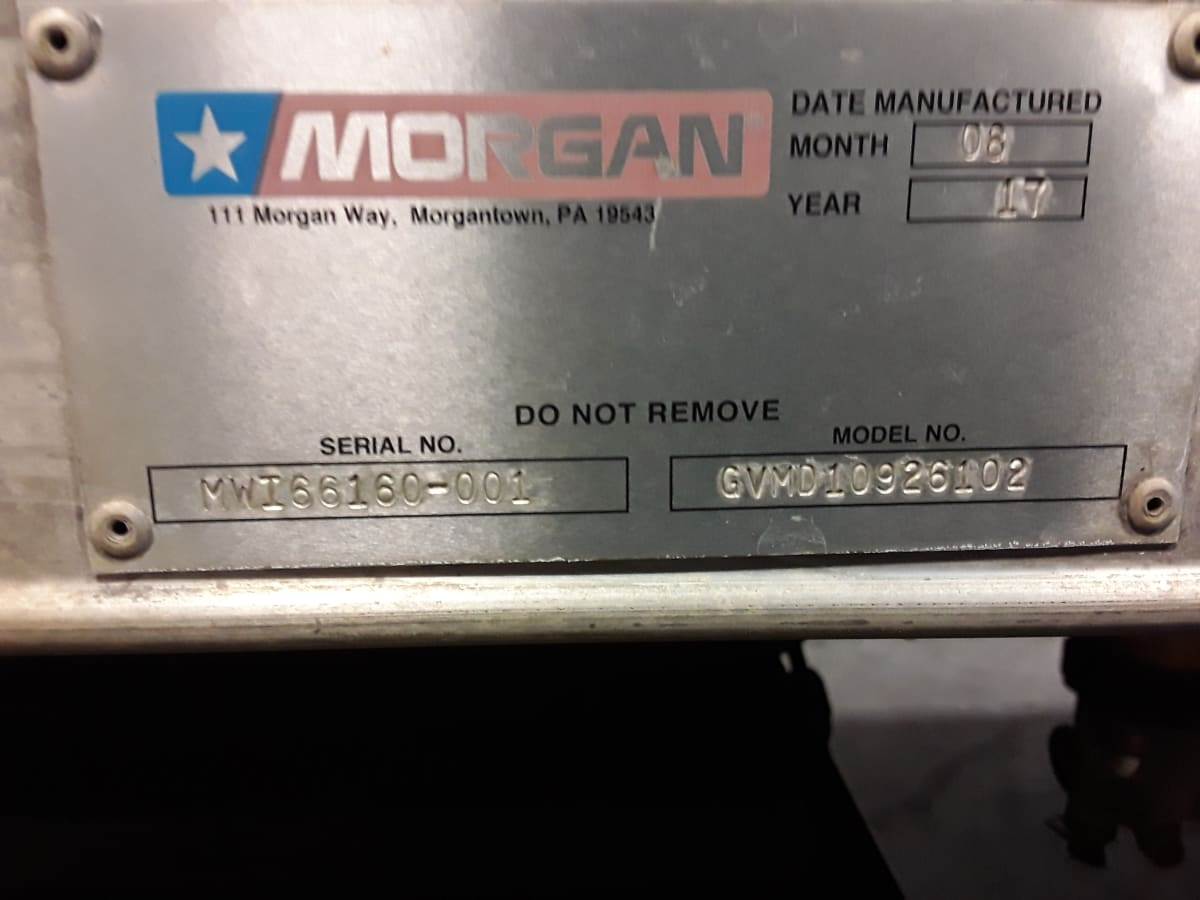 MORGAN
111 Morgan Way, Morgantown, PA 19543
DATE MANUFACTURED
MONTH 06
YEAR 17
DO NOT REMOVE
SERIAL NO.
MWI66160-001
MODEL NO.
GVMD10926102